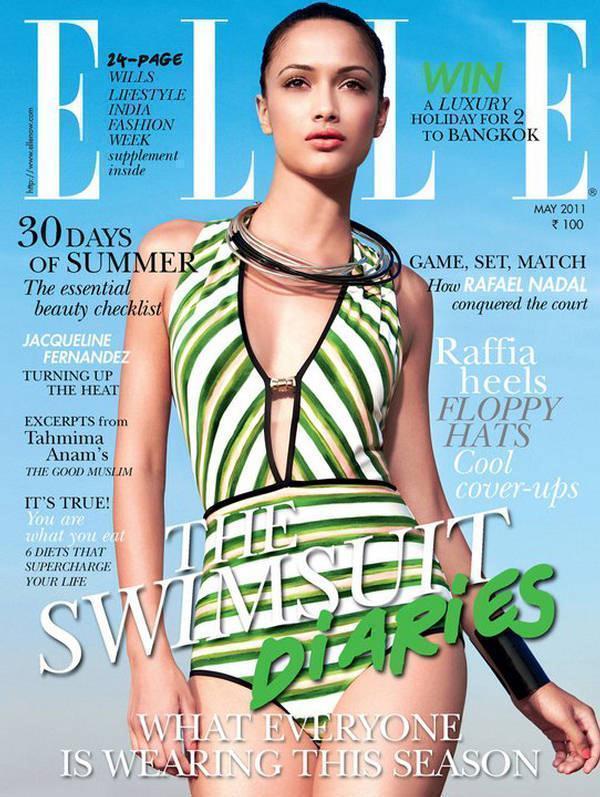 ELLE
http://www.ellenow.com
24-PAGE
WILLS
LIFESTYLE
INDIA
FASHION
WEEK
supplement
inside
WIN
A LUXURY
HOLIDAY FOR 2
TO BANGKOK
®
MAY 2011
₹ 100
30 DAYS
OF SUMMER
The essential
beauty checklist
JACQUELINE
FERNANDEZ
TURNING UP
THE HEAT
EXCERPTS from
Tahmima
Anam's
THE GOOD MUSLIM
IT'S TRUE!
You are
what you eat
6 DIETS THAT
SUPERCHARGE
YOUR LIFE
GAME, SET, MATCH
How RAFAEL NADAL
conquered the court
Raffia
heels
FLOPPY
HATS
Cool
cover-ups
THE
SWIMSUIT
DiARiES
WHAT EVERYONE
IS WEARING THIS SEASON